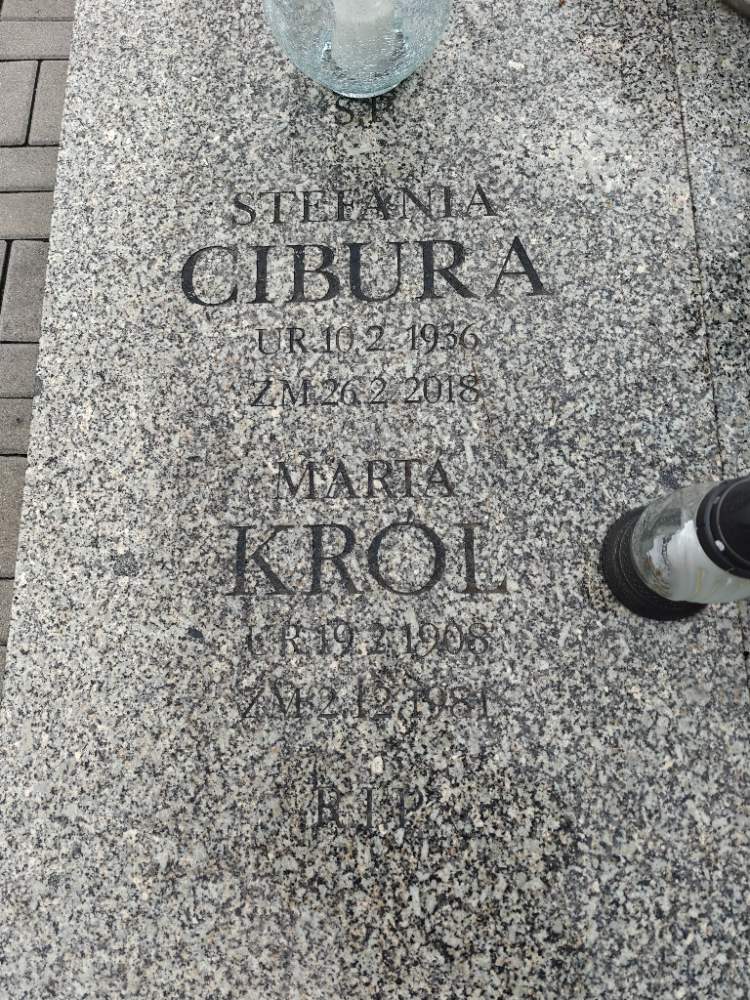 Ś.P.
STEFANIA
CIBURA
UR.10.2.1936
ZM.26.2.2018
MARTA
KRÓL
UR.19.2.1908
ZM.2.12.1981
R.I.P.